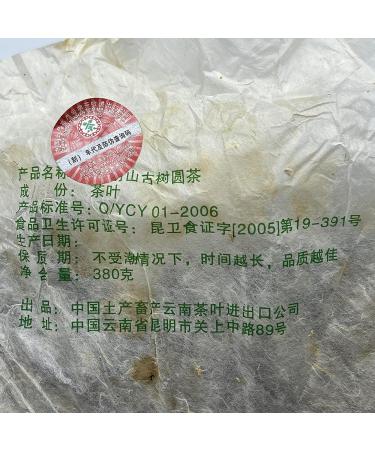 茶
(刮)年代及防伪查询码
产品名 山古树圆茶
成 份: 茶叶
产品标准号: Q/YCY 01-2006
食品卫生许可证号: 昆卫食证字[2005]第19-391号
生产日期:
保 质 期: 不受潮情况下, 时间越长, 品质越佳
净 含 量: 380克
出 品: 中国土产畜产云南茶叶进出口公司
地 址: 中国云南省昆明市关上中路89号